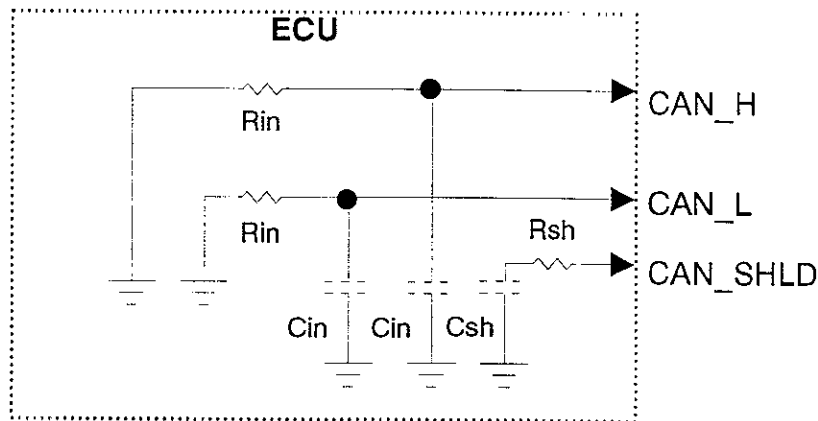 ECU
CAN_H
Rin
CAN_L
Rin
Rsh
CAN_SHLD
Cin
Cin
Csh